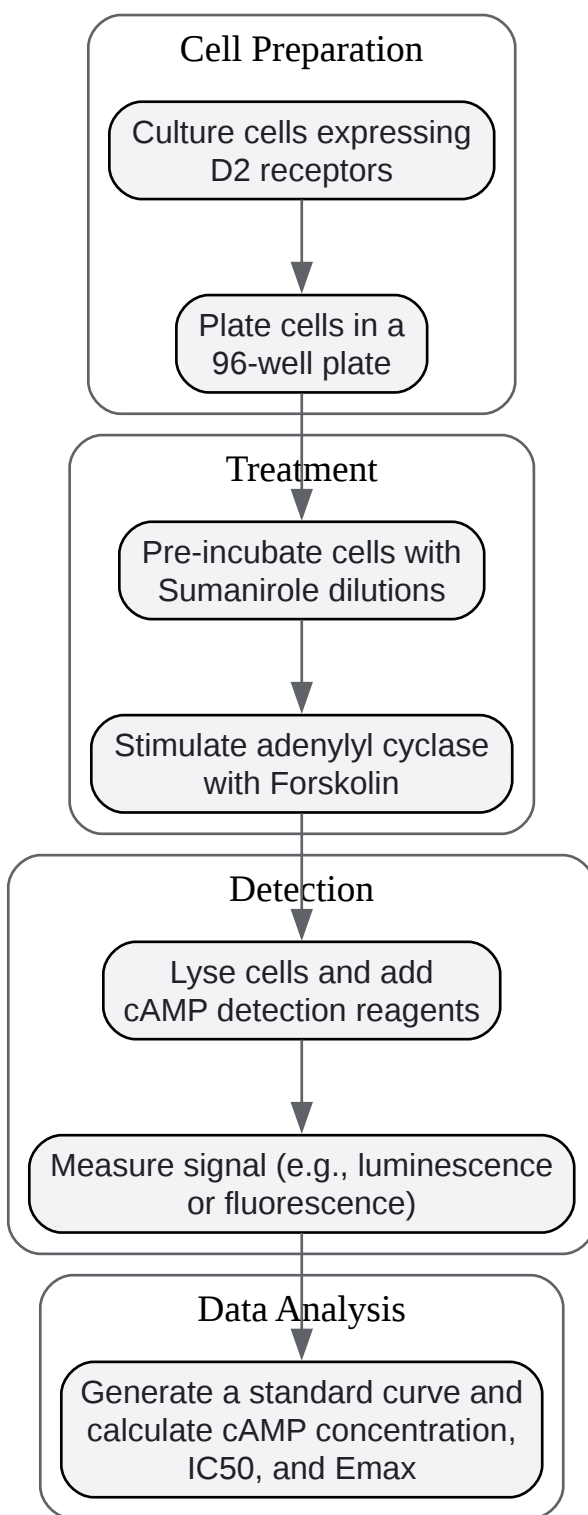 Cell Preparation
Culture cells expressing
D2 receptors
Plate cells in a
96-well plate
Treatment
Pre-incubate cells with
Sumanirole dilutions
Stimulate adenylyl cyclase
with Forskolin
Detection
Lyse cells and add
cAMP detection reagents
Measure signal (e.g., luminescence
or fluorescence)
Data Analysis
Generate a standard curve and
calculate cAMP concentration,
IC50, and Emax